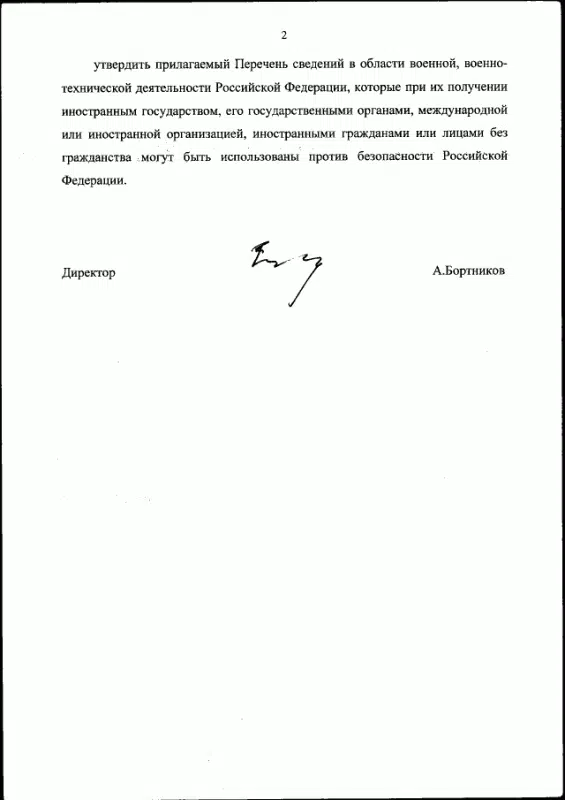 2
утвердить прилагаемый Перечень сведений в области военной, военно-
технической деятельности Российской Федерации, которые при их получении
иностранным государством, его государственными органами, международной
или иностранной организацией, иностранными гражданами или лицами без
гражданства могут быть использованы против безопасности Российской
Федерации.
Директор
А.Бортников